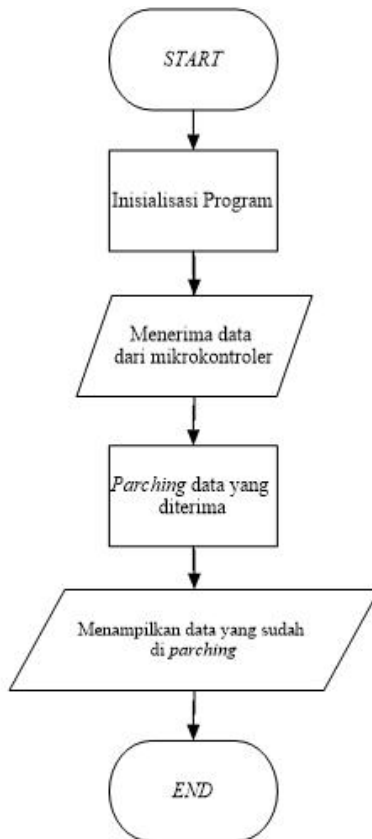 START
Inisialisasi Program
Menerima data
dari mikrokontroler
Parching data yang
diterima
Menampilkan data yang sudah
di parching
END